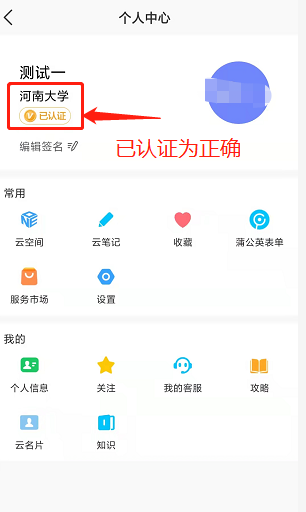 个人中心
测试一
河南大学
已认证
编辑签名
已认证为正确
常用
云空间
云笔记
收藏
蒲公英表单
服务市场
设置
我的
个人信息
关注
我的客服
攻略
云名片
知识